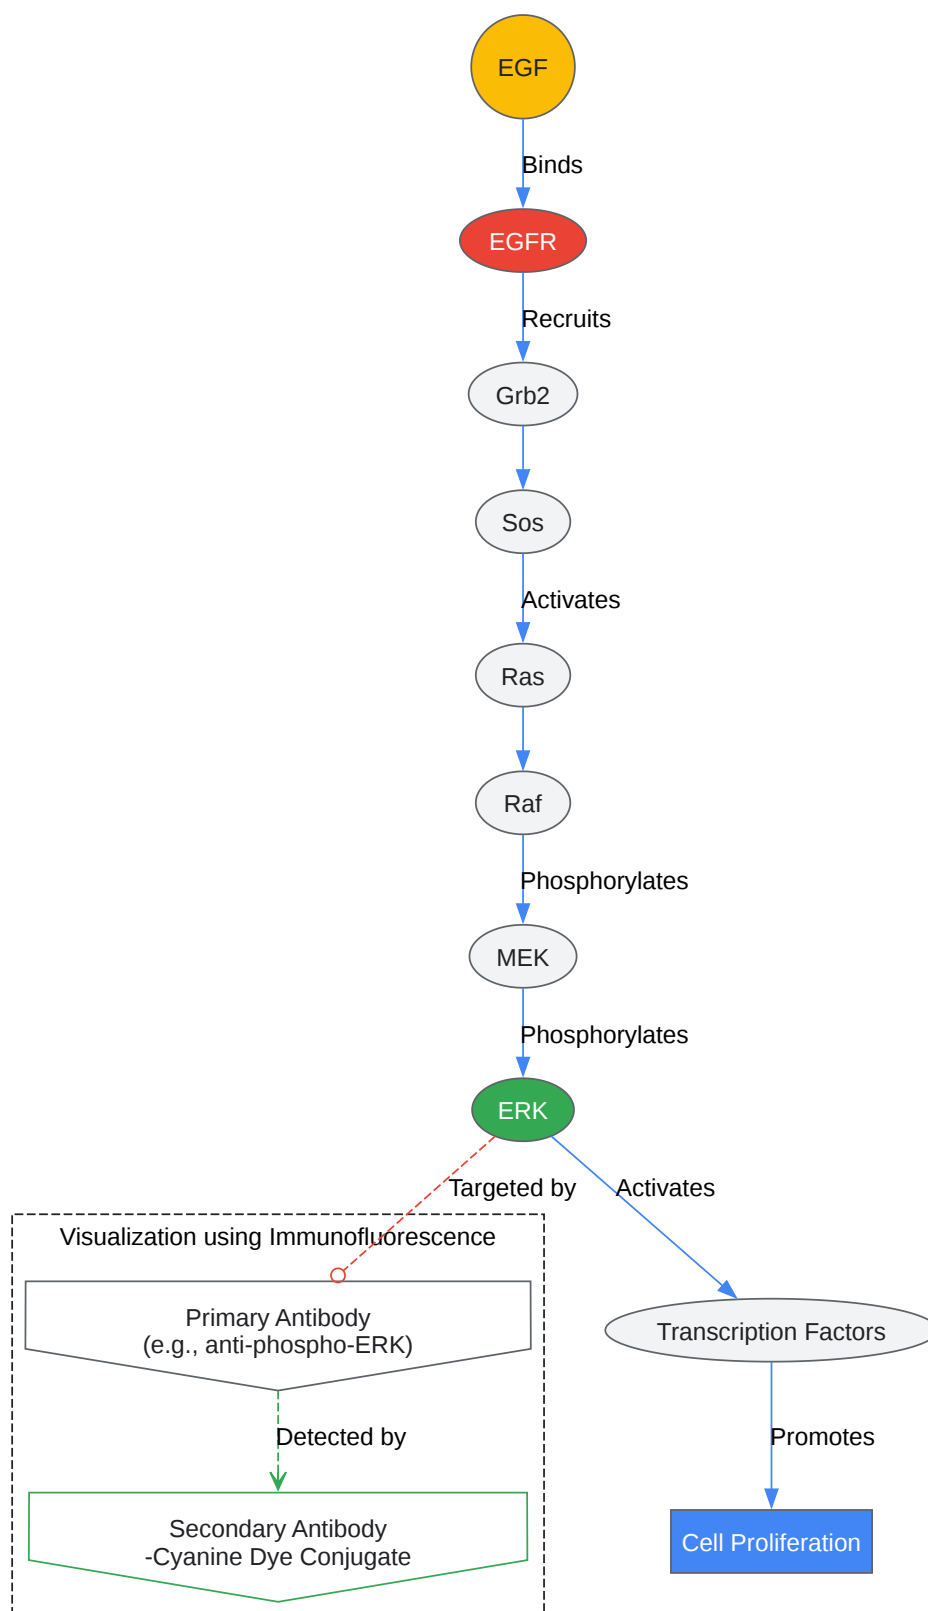 EGF
Binds
EGFR
Recruits
Grb2
Sos
Activates
Ras
Raf
Phosphorylates
MEK
Phosphorylates
ERK
Targeted by
Activates
Visualization using Immunofluorescence
Primary Antibody
(e.g., anti-phospho-ERK)
Transcription Factors
Detected by
Promotes
Secondary Antibody
-Cyanine Dye Conjugate
Cell Proliferation